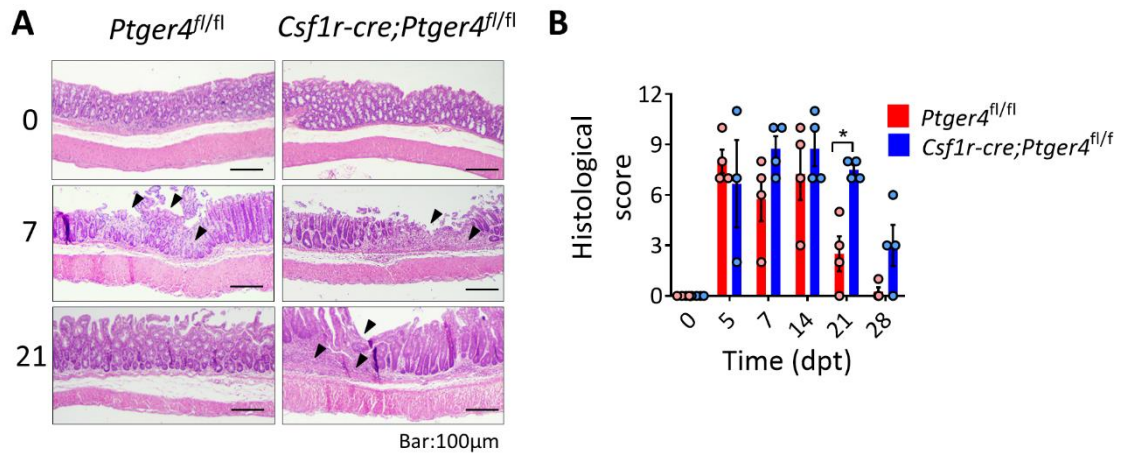 A
Ptger4fl/fl
Csf1r-cre;Ptger4fl/fl
0
7
21
Bar:100μm
B
12
9
6
3
0
Histological
score
0
5
7
14
21
28
Time (dpt)
*
Ptger4fl/fl
Csf1r-cre;Ptger4fl/f